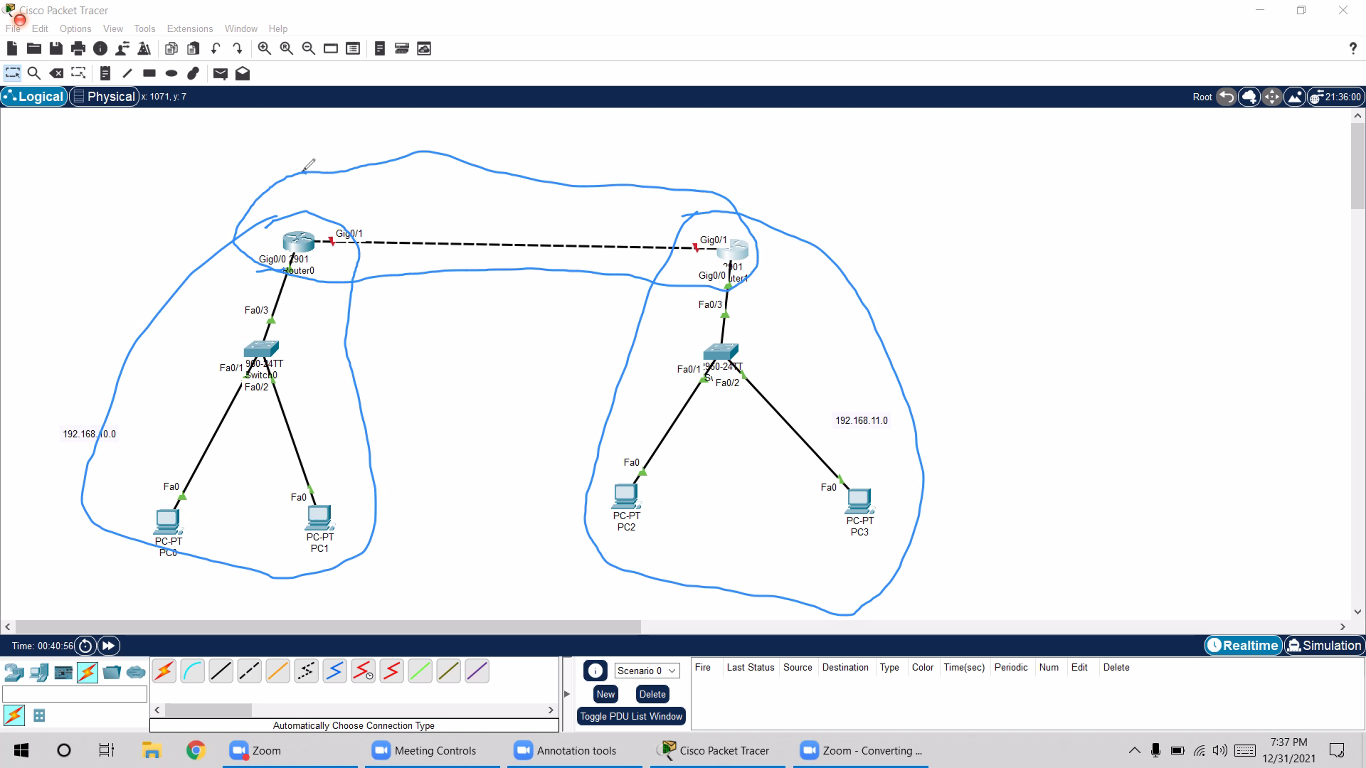 Cisco Packet Tracer
File Edit Options View Tools Extensions Window Help
Logical Physical x: 1071, y: 7 Root 21:36:00
Gig0/1 Gig0/1
Gig0/0 2901 2901
Router0 Gig0/0
Fa0/3 Fa0/3
Fa0/1 Fa0/1
Switch0 Fa0/2
Fa0/2
192.168.10.0 192.168.11.0
Fa0 Fa0 Fa0 Fa0
PC-PT PC-PT PC-PT PC-PT
PC0 PC1 PC2 PC3
Time: 00:40:56 Realtime Simulation
Scenario 0 Fire Last Status Source Destination Type Color Time(sec) Periodic Num Edit Delete
New Delete
Toggle PDU List Window
Automatically Choose Connection Type
Zoom Meeting Controls Annotation tools Cisco Packet Tracer Zoom - Converting ... 7:37 PM
12/31/2021